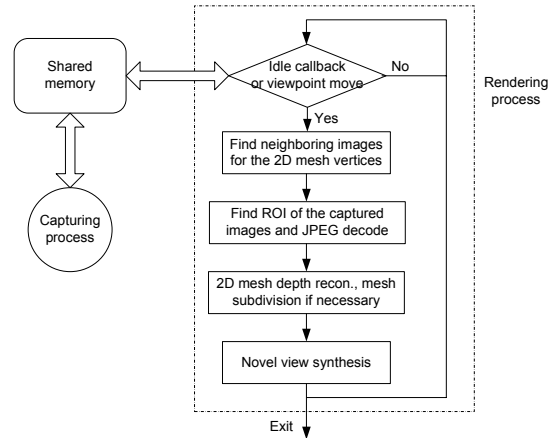 Shared
memory
Capturing
process
Idle callback
or viewpoint move
No
Yes
Find neighboring images
for the 2D mesh vertices
Find ROI of the captured
images and JPEG decode
2D mesh depth recon., mesh
subdivision if necessary
Novel view synthesis
Exit
Rendering
process